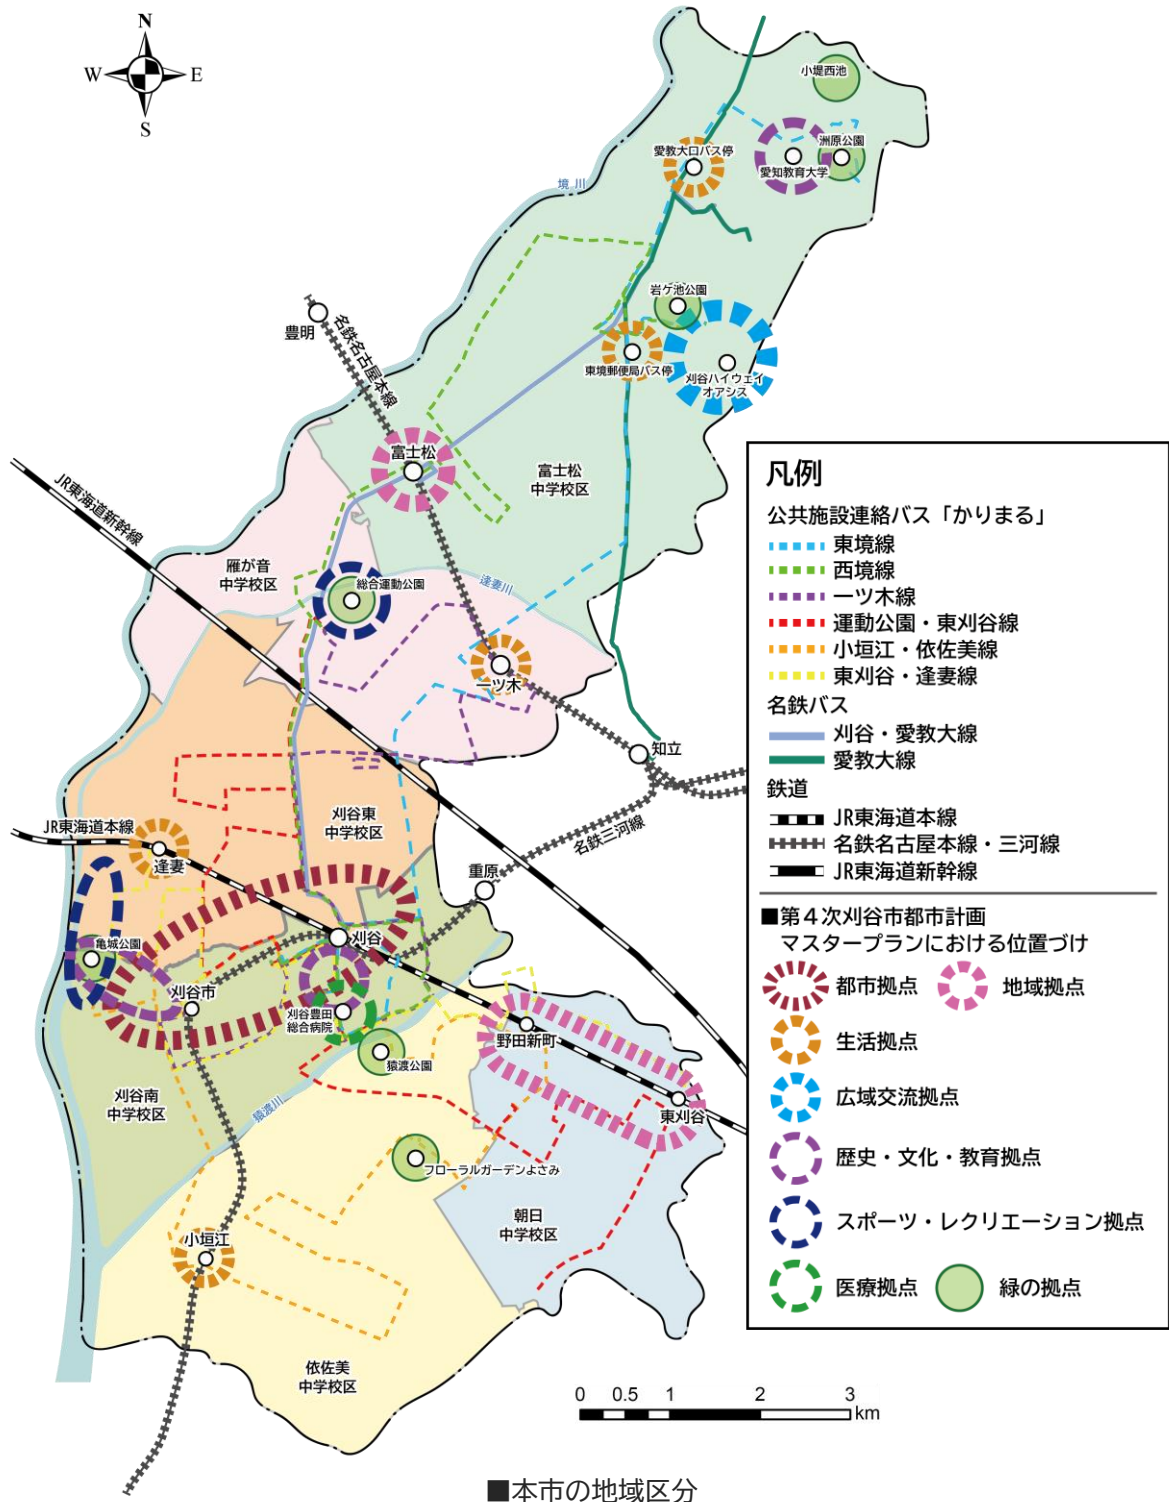 N
W
E
S
小堤西池
洲原公園
愛知教育大学
愛教大口バス停
境川
岩ケ池公園
東境郵便局バス停
刈谷ハイウェイ
オアシス
豊明
名鉄名古屋本線
富士松
富士松
中学校区
JR東海道新幹線
雁が音
中学校区
総合運動公園
逢妻川
一ツ木
知立
刈谷東
中学校区
JR東海道本線
逢妻
名鉄三河線
重原
刈谷
亀城公園
刈谷市
刈谷豊田
総合病院
野田新町
猿渡公園
刈谷南
中学校区
猿渡川
東刈谷
フローラルガーデンよさみ
朝日
中学校区
小垣江
依佐美
中学校区
凡例
公共施設連絡バス「かりまる」
東境線
西境線
一ツ木線
運動公園・東刈谷線
小垣江・依佐美線
東刈谷・逢妻線
名鉄バス
刈谷・愛教大線
愛教大線
鉄道
JR東海道本線
名鉄名古屋本線・三河線
JR東海道新幹線
■第4次刈谷市都市計画
マスタープランにおける位置づけ
都市拠点
地域拠点
生活拠点
広域交流拠点
歴史・文化・教育拠点
スポーツ・レクリエーション拠点
医療拠点
緑の拠点
0 0.5 1 2 3
km
■本市の地域区分